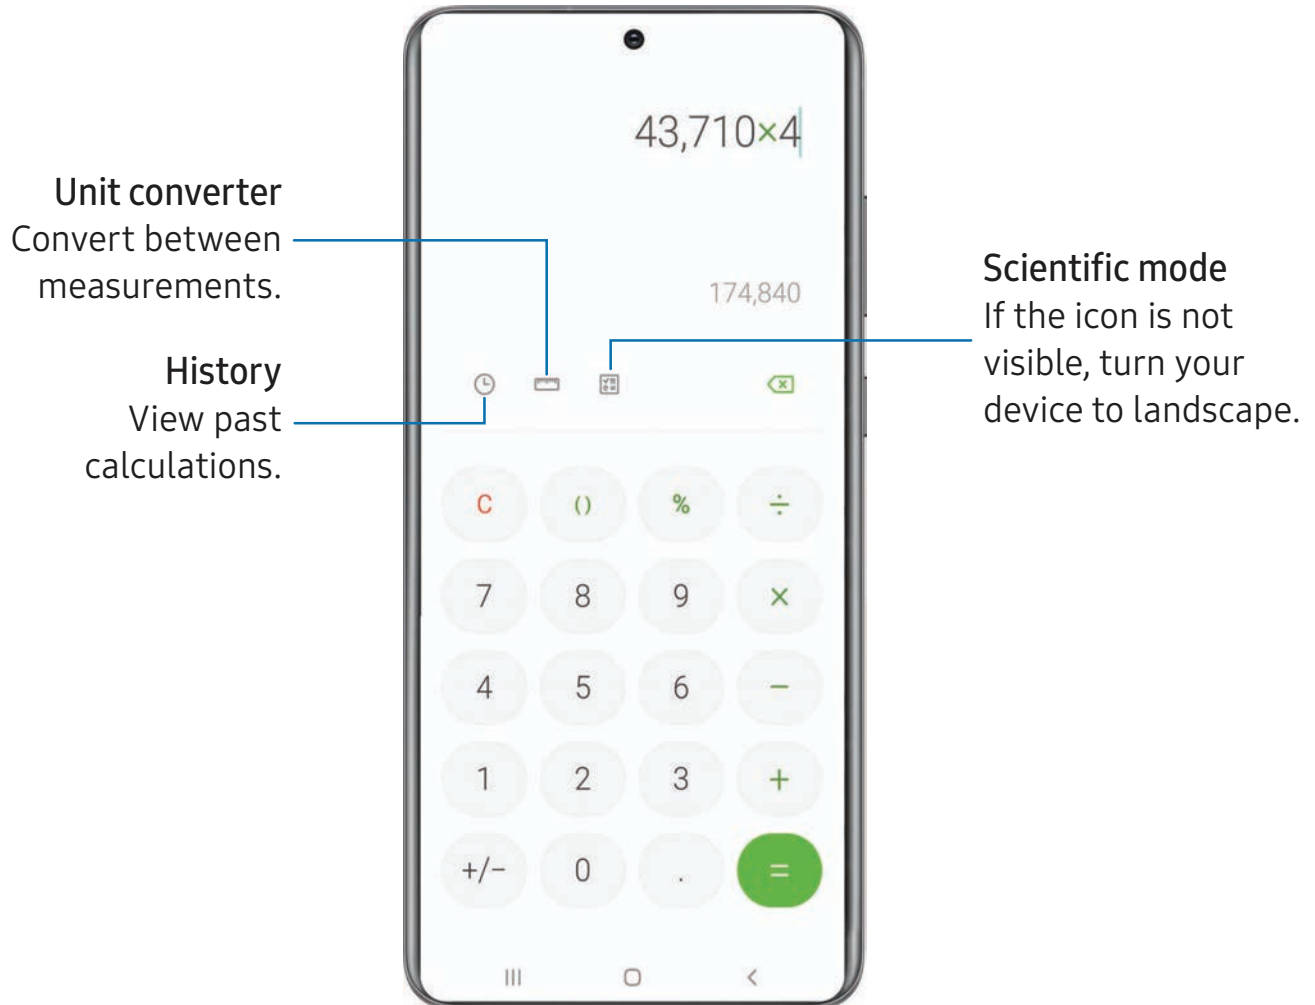 43,710×4
Unit converter
Convert between
measurements.
174,840
Scientific mode
If the icon is not
visible, turn your
device to landscape.
History
View past
calculations.
C () % ÷
7 8 9 ×
4 5 6 −
1 2 3 +
+/− 0 . =